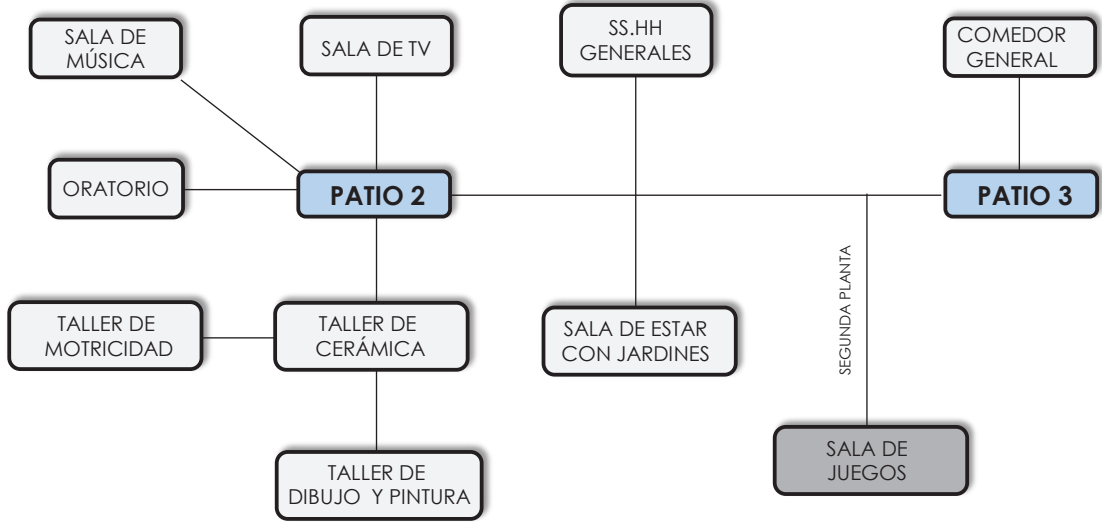 SALA DE
MÚSICA
SALA DE TV
SS.HH
GENERALES
COMEDOR
GENERAL
ORATORIO
PATIO 2
PATIO 3
SEGUNDA PLANTA
TALLER DE
MOTRICIDAD
TALLER DE
CERÁMICA
SALA DE ESTAR
CON JARDINES
SALA DE
JUEGOS
TALLER DE
DIBUJO Y PINTURA